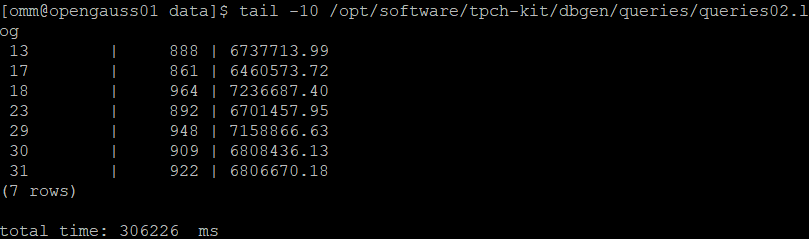 [omm@opengauss01 data]$ tail -10 /opt/software/tpch-kit/dbgen/queries/queries02.l
og
 13         |     888 | 6737713.99
 17         |     861 | 6460573.72
 18         |     964 | 7236687.40
 23         |     892 | 6701457.95
 29         |     948 | 7158866.63
 30         |     909 | 6808436.13
 31         |     922 | 6806670.18
(7 rows)
total time: 306226  ms